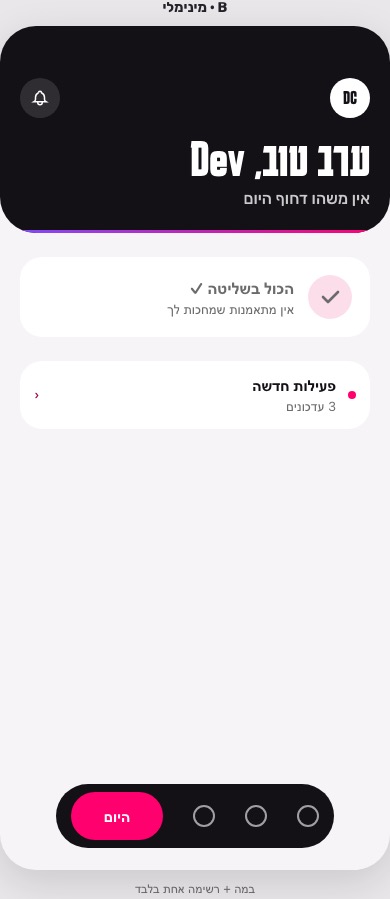 B • מינימלי
DC
ערב טוב, Dev
אין משהו דחוף היום
הכול בשליטה ✓
אין מתאמנות שמחכות לך
פעילות חדשה
3 עדכונים
היום
במה + רשימה אחת בלבד